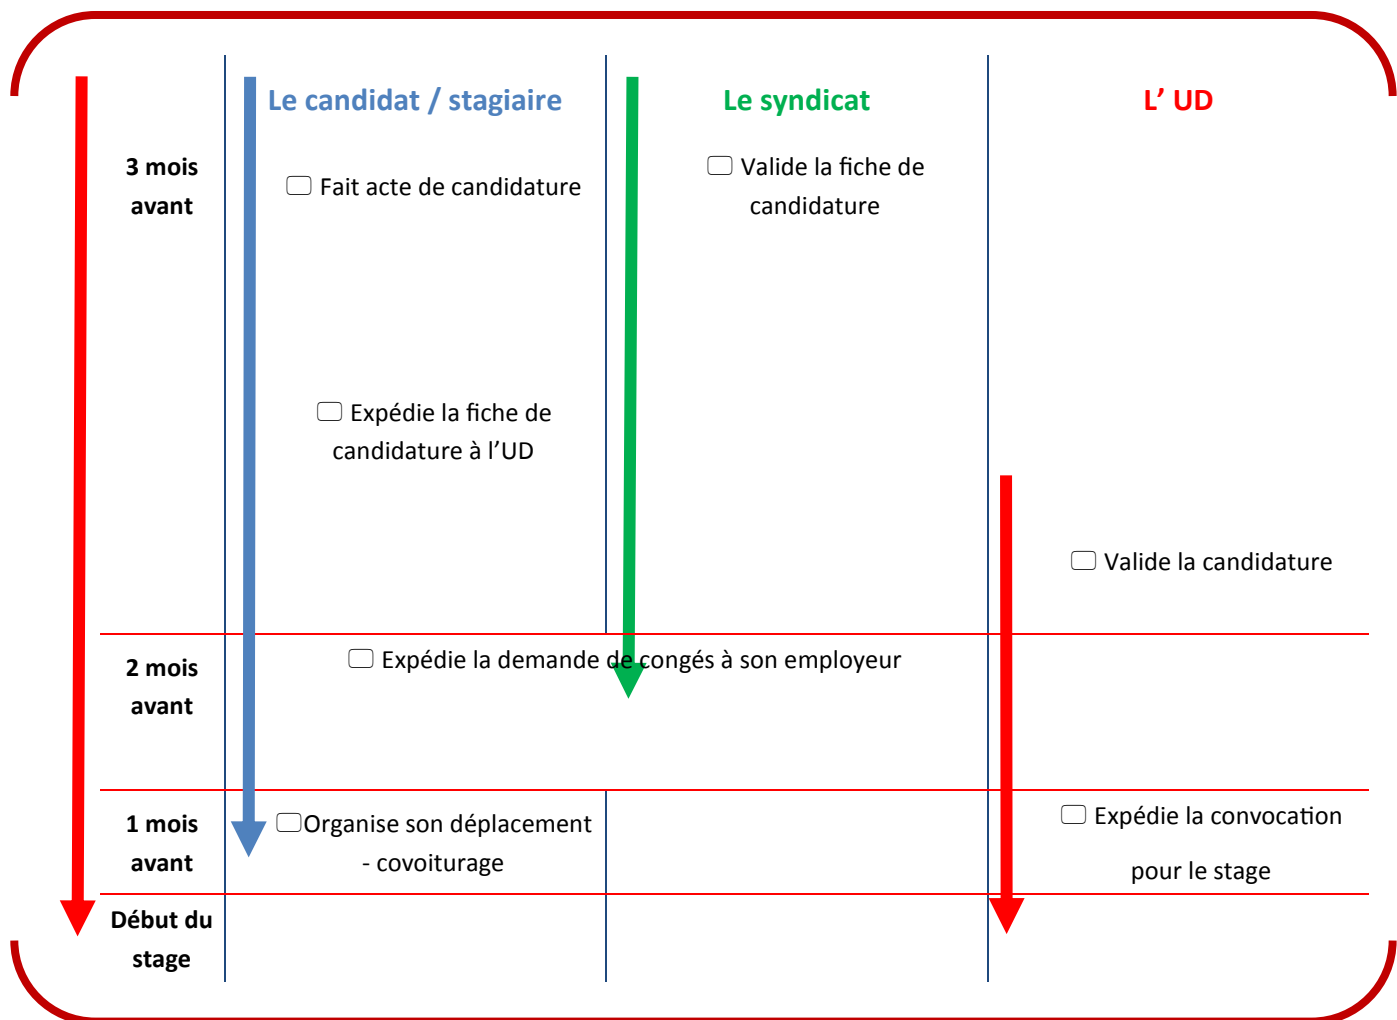 Le candidat / stagiaire
Le syndicat
L’ UD
3 mois
avant
Fait acte de candidature
Valide la fiche de
candidature
Expédie la fiche de
candidature à l’UD
Valide la candidature
2 mois
avant
Expédie la demande de congés à son employeur
1 mois
avant
Organise son déplacement
- covoiturage
Expédie la convocation
pour le stage
Début du
stage